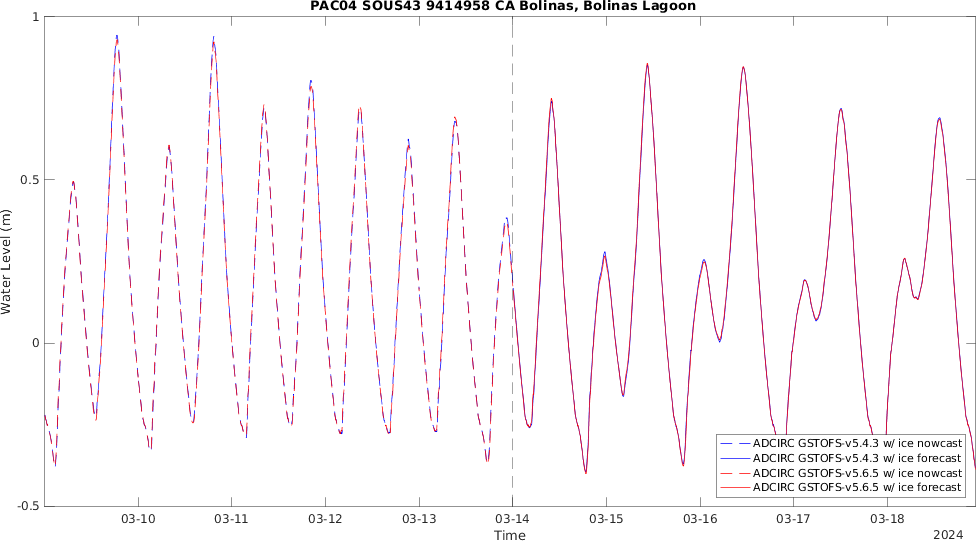 PAC04 SOUS43 9414958 CA Bolinas, Bolinas Lagoon
1
0.5
0
-0.5
Water Level (m)
ADCIRC GSTOFS-v5.4.3 w/ ice nowcast
ADCIRC GSTOFS-v5.4.3 w/ ice forecast
ADCIRC GSTOFS-v5.6.5 w/ ice nowcast
ADCIRC GSTOFS-v5.6.5 w/ ice forecast
03-10 03-11 03-12 03-13 03-14 03-15 03-16 03-17 03-18
Time
2024